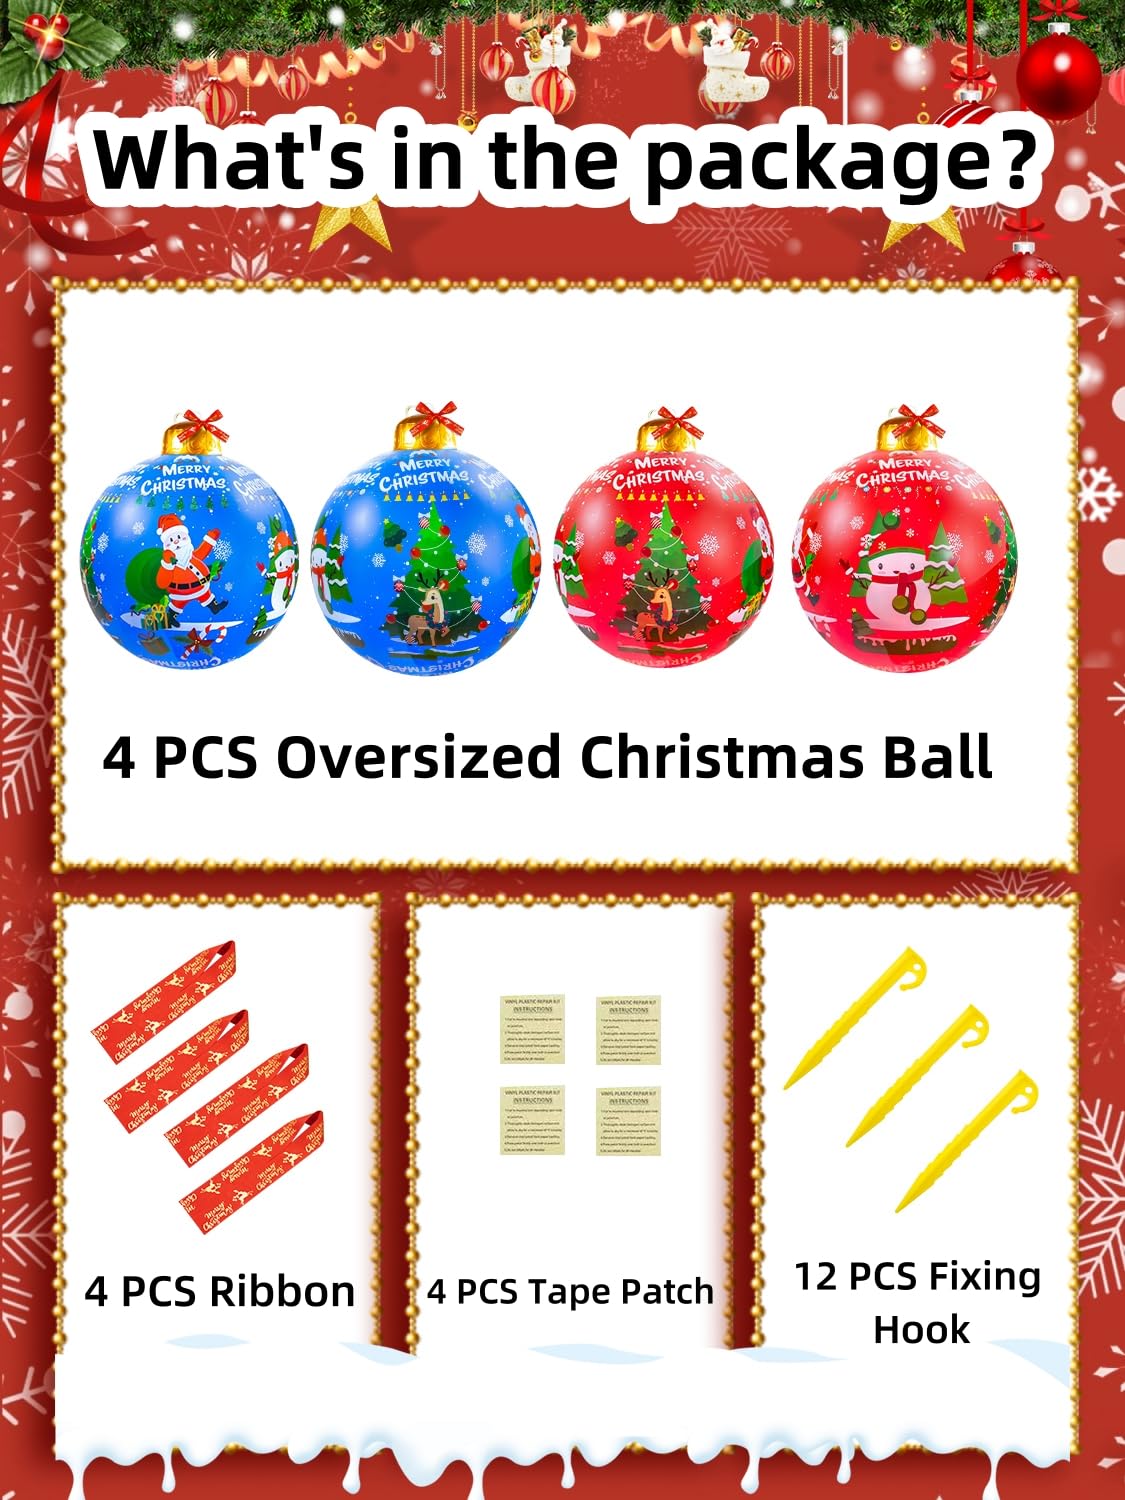 What's in the package?
MERRY
CHRISTMAS
MERRY
CHRISTMAS
MERRY
CHRISTMAS
MERRY
CHRISTMAS
4 PCS Oversized Christmas Ball
VINYL PLASTIC REPAIR KIT
INSTRUCTIONS
VINYL PLASTIC REPAIR KIT
INSTRUCTIONS
VINYL PLASTIC REPAIR KIT
INSTRUCTIONS
VINYL PLASTIC REPAIR KIT
INSTRUCTIONS
4 PCS Ribbon
4 PCS Tape Patch
12 PCS Fixing
Hook